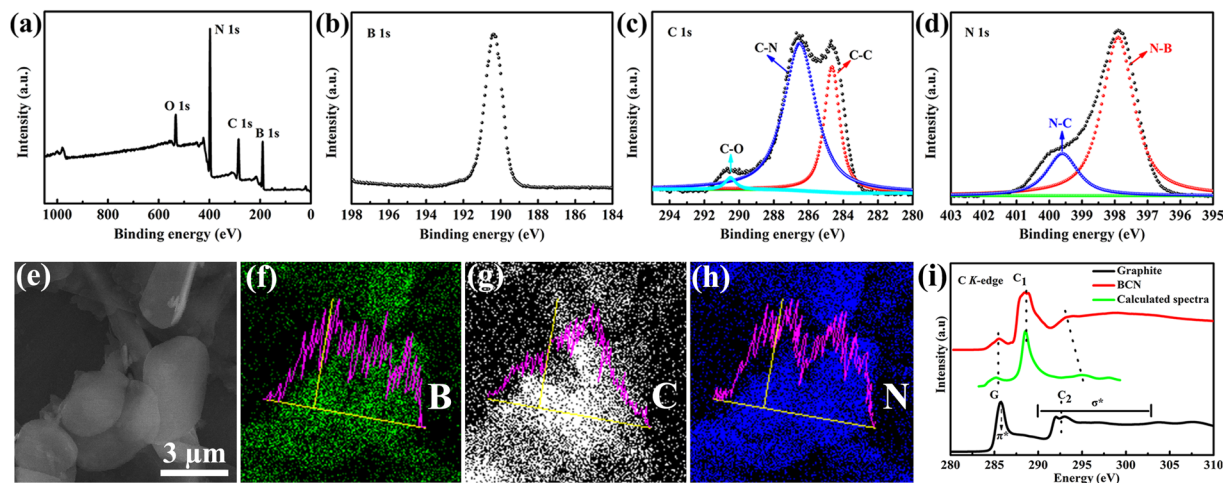 (a)
N 1s
O 1s
C 1s
B 1s
Intensity (a.u.)
1000 800 600 400 200 0
Binding energy (eV)
(b)
B 1s
Intensity (a.u.)
198 196 194 192 190 188 186 184
Binding energy (eV)
(c)
C 1s
C-N
C-C
C-O
Intensity (a.u.)
294 292 290 288 286 284 282 280
Binding energy (eV)
(d)
N 1s
N-B
N-C
Intensity (a.u.)
403 402 401 400 399 398 397 396 395
Binding energy (eV)
(e)
3 µm
(f)
B
(g)
C
(h)
N
(i)
C K-edge
C1
Graphite
BCN
Calculated spectra
G
C2
σ*
π*
Intensity (a.u)
280 285 290 295 300 305 310
Energy (eV)